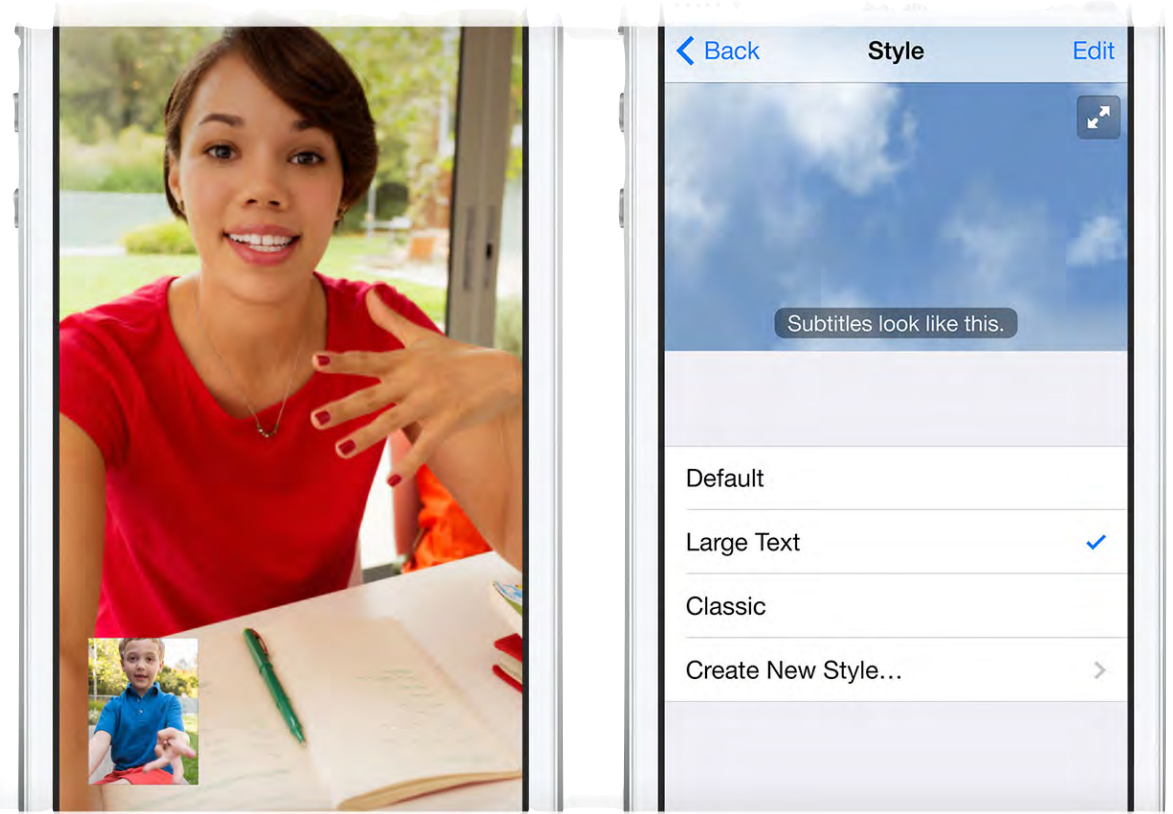 Back Style Edit
Subtitles look like this.
Default
Large Text
Classic
Create New Style…